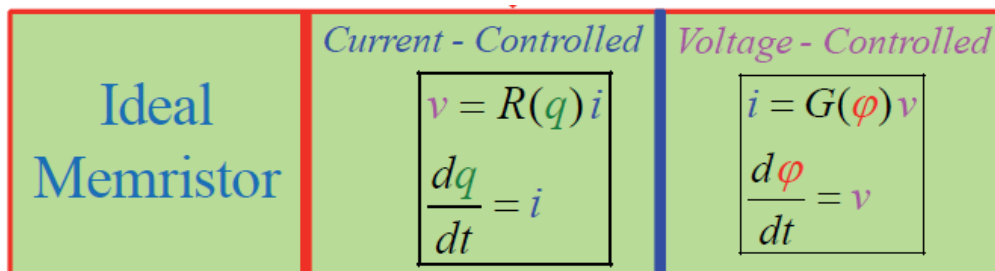 Ideal
Memristor
Current - Controlled
v = R(q) i
dq/dt = i
Voltage - Controlled
i = G(φ) v
dφ/dt = v